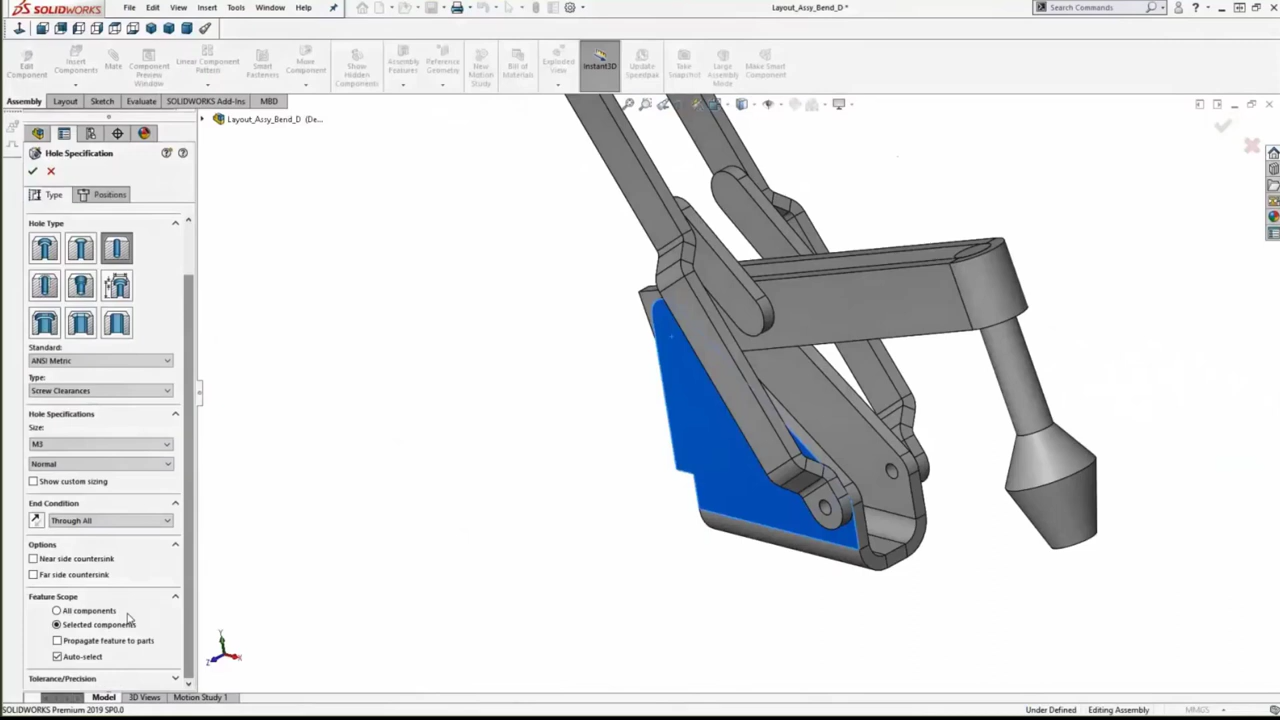 SOLIDWORKS File Edit View Insert Tools Window Help Layout_Assy_Bend_D * Search Commands ?
Edit Component
Insert Components
Mate
Component Preview Window
Linear Component Pattern
Smart Fasteners
Move Component
Show Hidden Components
Assembly Features
Reference Geometry
New Motion Study
Bill of Materials
Exploded View
Instant3D
Update Speedpak
Take Snapshot
Large Assembly Mode
Make Smart Component
Assembly Layout Sketch Evaluate SOLIDWORKS Add-Ins MBD
Layout_Assy_Bend_D (De...
Hole Specification
Type Positions
Hole Type
Standard:
ANSI Metric
Type:
Screw Clearances
Hole Specifications
Size:
M3
Normal
Show custom sizing
End Condition
Through All
Options
Near side countersink
Far side countersink
Feature Scope
All components
Selected components
Propagate feature to parts
Auto-select
Tolerance/Precision
Y
Z X
Model 3D Views Motion Study 1
SOLIDWORKS Premium 2019 SP0.0 Under Defined Editing Assembly MMGS